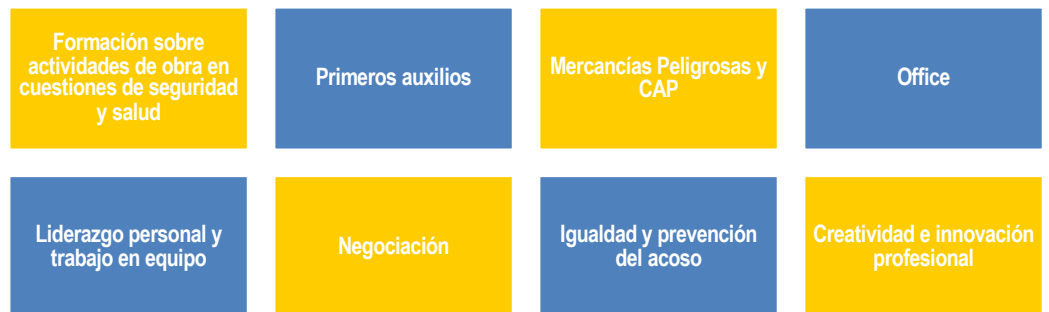 Formación sobre
actividades de obra en
cuestiones de seguridad
y salud
Primeros auxilios
Mercancías Peligrosas y
CAP
Office
Liderazgo personal y
trabajo en equipo
Negociación
Igualdad y prevención
del acoso
Creatividad e innovación
profesional